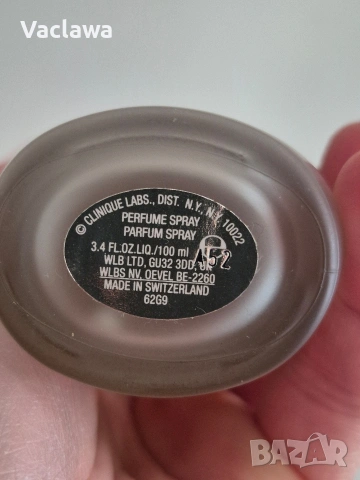 Vaclawa
© CLINIQUE LABS., DIST. N.Y., N.Y. 10022
PERFUME SPRAY
PARFUM SPRAY
3.4 FL.OZ.LIQ./100 ml e
A52
WLB LTD, GU32 3DD, UK
WLBS NV. OEVEL BE-2260
MADE IN SWITZERLAND
62G9
BAZAR